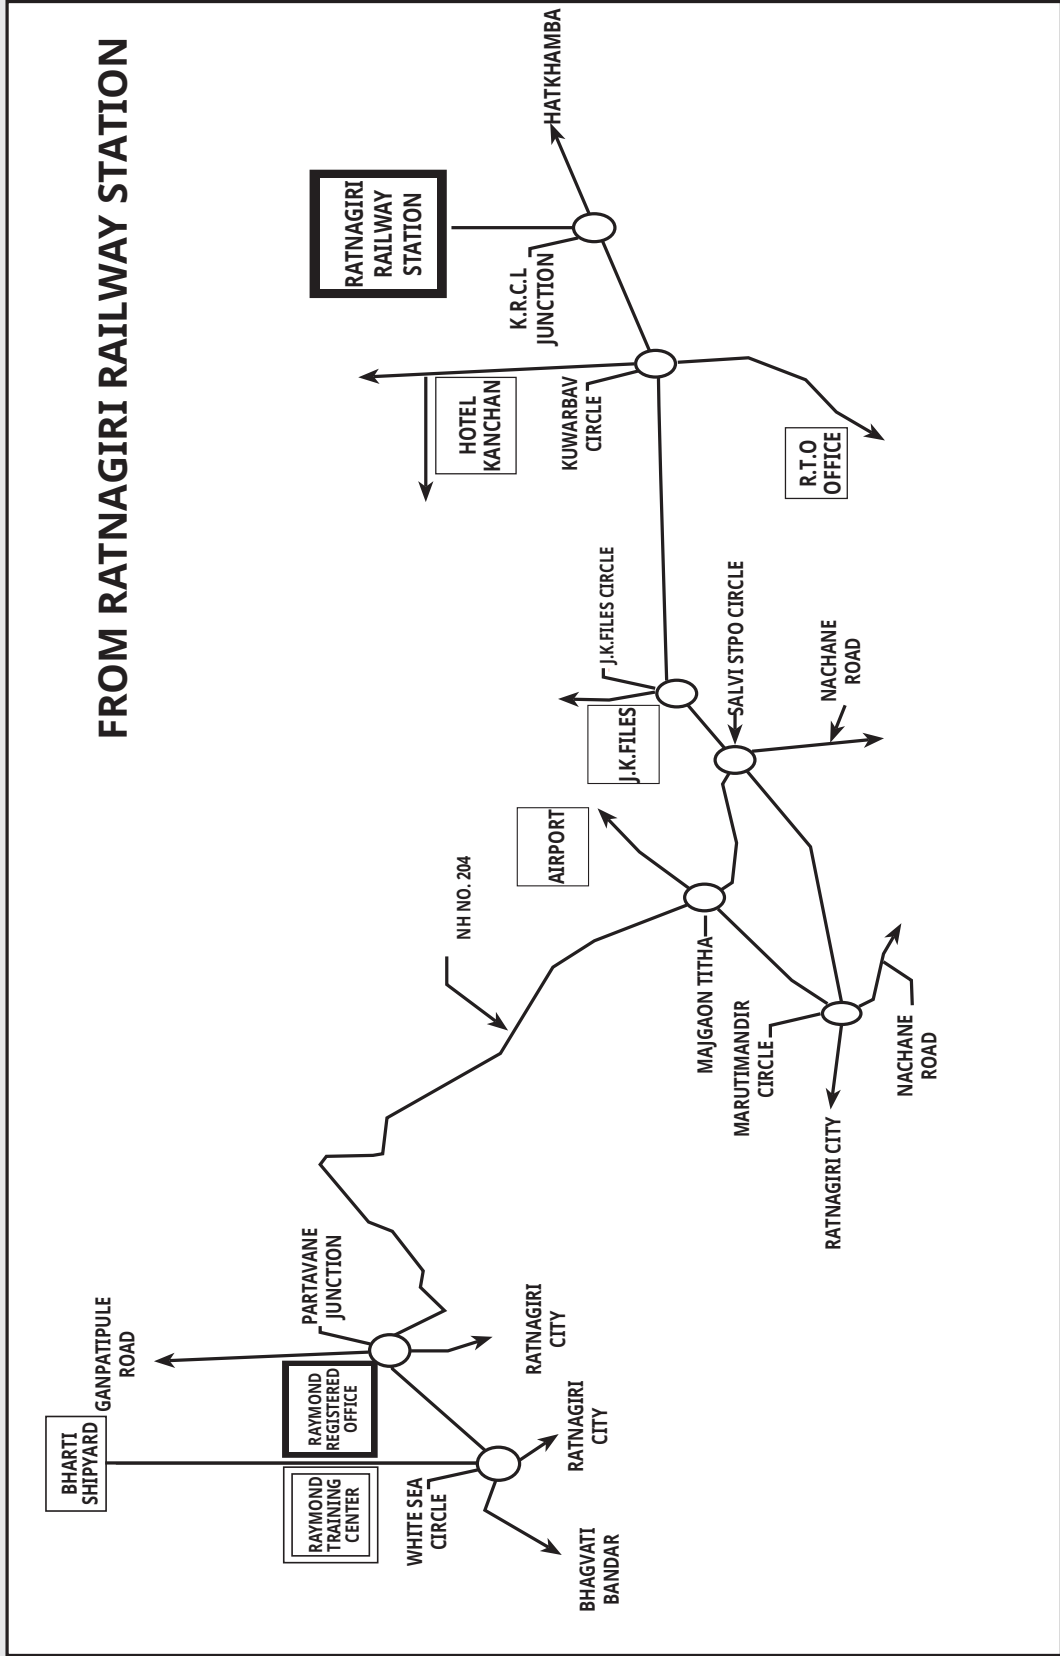 FROM RATNAGIRI RAILWAY STATION
BHARTI
SHIPYARD
GANPATIPULE
ROAD
RAYMOND
TRAINING
CENTER
RAYMOND
REGISTERED
OFFICE
PARTAVANE
JUNCTION
WHITE SEA
CIRCLE
BHAGVATI
BANDAR
RATNAGIRI
CITY
RATNAGIRI
CITY
NH NO. 204
AIRPORT
MAJGAON TITHA
MARUTIMANDIR
CIRCLE
RATNAGIRI CITY
NACHANE
ROAD
J.K.FILES
J.K.FILES CIRCLE
SALVI STPO CIRCLE
NACHANE
ROAD
HOTEL
KANCHAN
KUWARBAV
CIRCLE
R.T.O
OFFICE
RATNAGIRI
RAILWAY
STATION
K.R.C.L
JUNCTION
HATKHAMBA